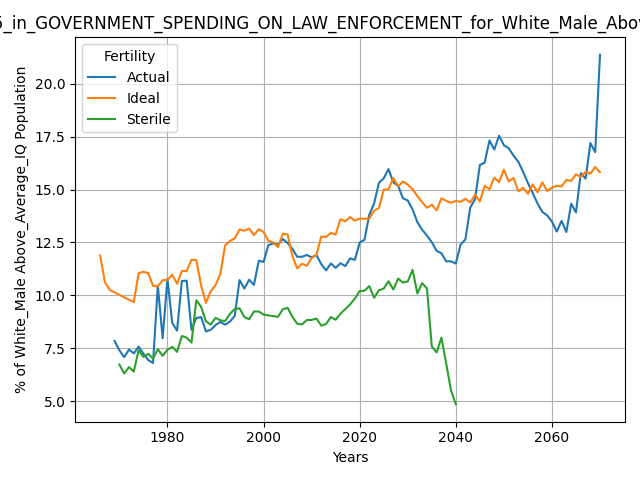 in_GOVERNMENT_SPENDING_ON_LAW_ENFORCEMENT_for_White_Male_Abov
Fertility
Actual
Ideal
Sterile
% of White_Male Above_Average_IQ Population
20.0
17.5
15.0
12.5
10.0
7.5
5.0
1980
2000
2020
2040
2060
Years